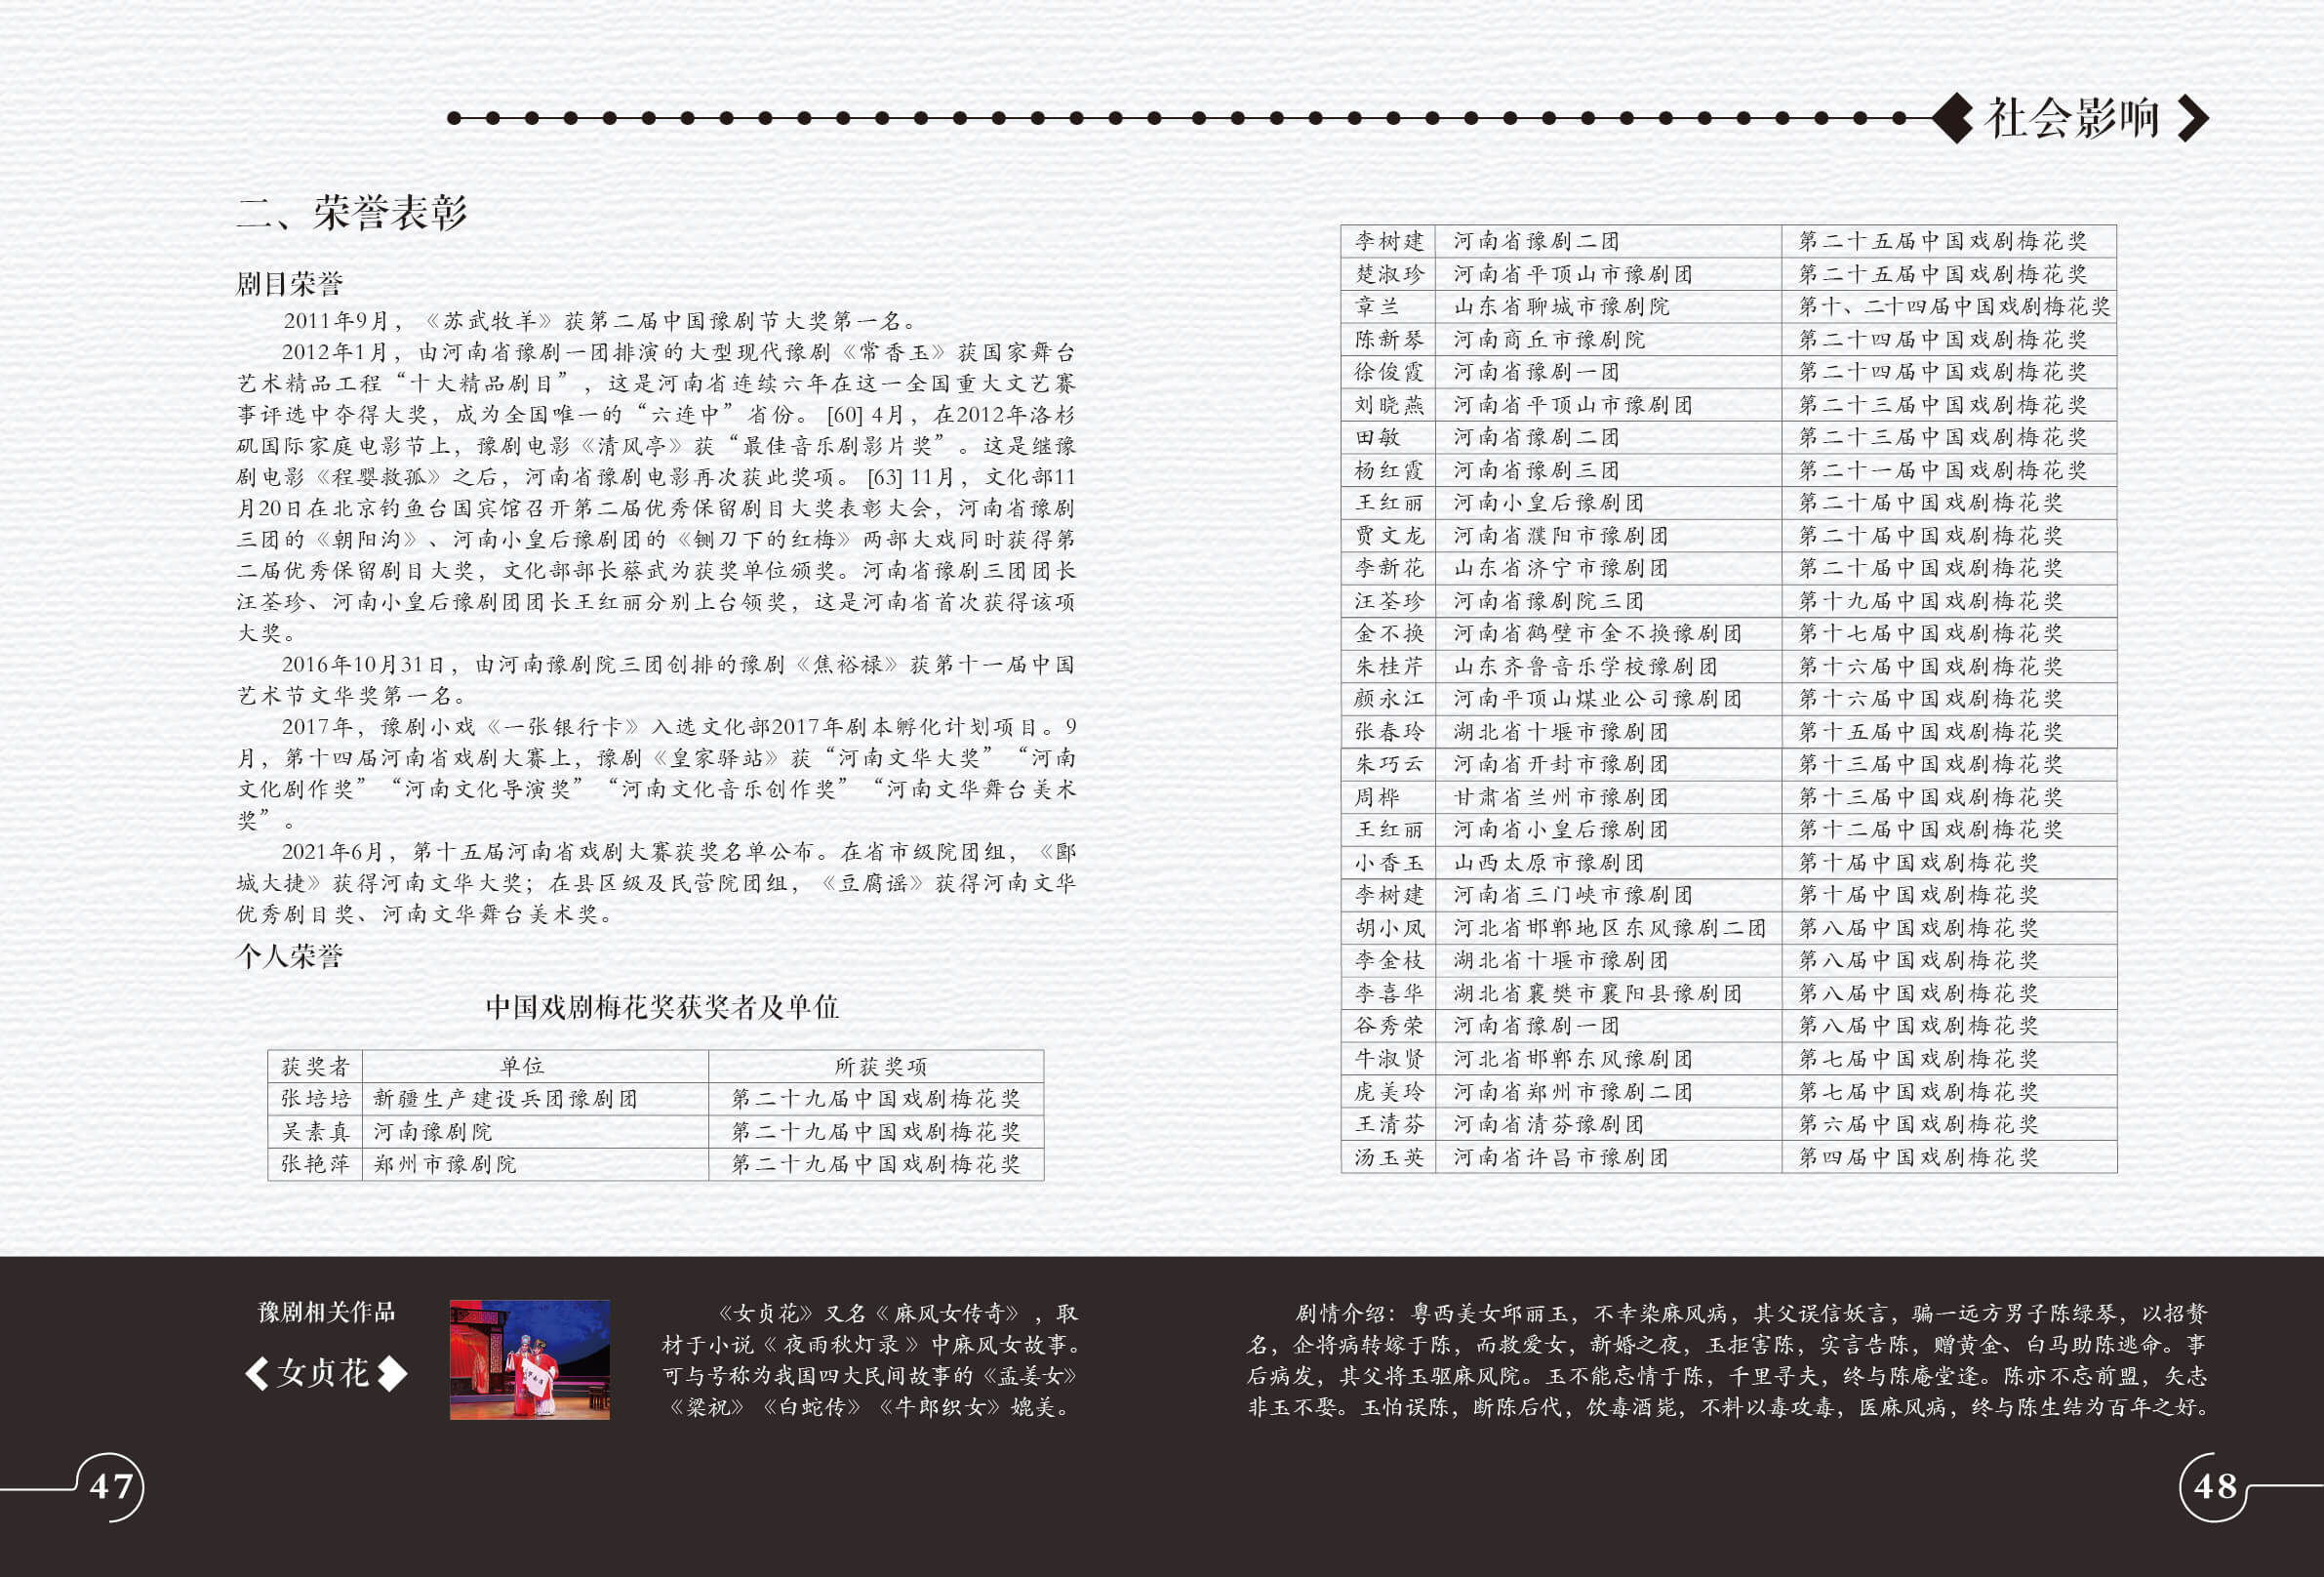 社会影响
二、荣誉表彰
剧目荣誉
2011年9月，《苏武牧羊》获第二届中国豫剧节大奖第一名。
2012年1月，由河南省豫剧一团排演的大型现代豫剧《常香玉》获国家舞台
艺术精品工程“十大精品剧目”，这是河南省连续六年在这一全国重大文艺赛
事评选中夺得大奖，成为全国唯一的“六连中”省份。 [60] 4月，在2012年洛杉
矶国际家庭电影节上，豫剧电影《清风亭》获“最佳音乐剧影片奖”。这是继豫
剧电影《程婴救孤》之后，河南省豫剧电影再次获此奖项。 [63] 11月，文化部11
月20日在北京钓鱼台国宾馆召开第二届优秀保留剧目大奖表彰大会，河南省豫剧
三团的《朝阳沟》、河南小皇后豫剧团的《铡刀下的红梅》两部大戏同时获得第
二届优秀保留剧目大奖，文化部部长蔡武为获奖单位颁奖。河南省豫剧三团团长
汪荃珍、河南小皇后豫剧团团长王红丽分别上台领奖，这是河南省首次获得该项
大奖。
2016年10月31日，由河南豫剧院三团创排的豫剧《焦裕禄》获第十一届中国
艺术节文华奖第一名。
2017年，豫剧小戏《一张银行卡》入选文化部2017年剧本孵化计划项目。9
月，第十四届河南省戏剧大赛上，豫剧《皇家驿站》获“河南文华大奖”“河南
文化剧作奖”“河南文化导演奖”“河南文化音乐创作奖”“河南文华舞台美术
奖”。
2021年6月，第十五届河南省戏剧大赛获奖名单公布。在省市级院团组，《郾
城大捷》获得河南文华大奖；在县区级及民营院团组，《豆腐谣》获得河南文华
优秀剧目奖、河南文华舞台美术奖。
个人荣誉
中国戏剧梅花奖获奖者及单位
获奖者 单位 所获奖项
张培培 新疆生产建设兵团豫剧团 第二十九届中国戏剧梅花奖
吴素真 河南豫剧院 第二十九届中国戏剧梅花奖
张艳萍 郑州市豫剧院 第二十九届中国戏剧梅花奖
李树建 河南省豫剧二团 第二十五届中国戏剧梅花奖
楚淑珍 河南省平顶山市豫剧团 第二十五届中国戏剧梅花奖
章兰 山东省聊城市豫剧院 第十、二十四届中国戏剧梅花奖
陈新琴 河南商丘市豫剧院 第二十四届中国戏剧梅花奖
徐俊霞 河南省豫剧一团 第二十四届中国戏剧梅花奖
刘晓燕 河南省平顶山市豫剧团 第二十三届中国戏剧梅花奖
田敏 河南省豫剧二团 第二十三届中国戏剧梅花奖
杨红霞 河南省豫剧三团 第二十一届中国戏剧梅花奖
王红丽 河南小皇后豫剧团 第二十届中国戏剧梅花奖
贾文龙 河南省濮阳市豫剧团 第二十届中国戏剧梅花奖
李新花 山东省济宁市豫剧团 第二十届中国戏剧梅花奖
汪荃珍 河南省豫剧院三团 第十九届中国戏剧梅花奖
金不换 河南省鹤壁市金不换豫剧团 第十七届中国戏剧梅花奖
朱桂芹 山东齐鲁音乐学校豫剧团 第十六届中国戏剧梅花奖
颜永江 河南平顶山煤业公司豫剧团 第十六届中国戏剧梅花奖
张春玲 湖北省十堰市豫剧团 第十五届中国戏剧梅花奖
朱巧云 河南省开封市豫剧团 第十三届中国戏剧梅花奖
周桦 甘肃省兰州市豫剧团 第十三届中国戏剧梅花奖
王红丽 河南省小皇后豫剧团 第十二届中国戏剧梅花奖
小香玉 山西太原市豫剧团 第十届中国戏剧梅花奖
李树建 河南省三门峡市豫剧团 第十届中国戏剧梅花奖
胡小凤 河北省邯郸地区东风豫剧二团 第八届中国戏剧梅花奖
李金枝 湖北省十堰市豫剧团 第八届中国戏剧梅花奖
李喜华 湖北省襄樊市襄阳县豫剧团 第八届中国戏剧梅花奖
谷秀荣 河南省豫剧一团 第八届中国戏剧梅花奖
牛淑贤 河北省邯郸东风豫剧团 第七届中国戏剧梅花奖
虎美玲 河南省郑州市豫剧二团 第七届中国戏剧梅花奖
王清芬 河南省清芬豫剧团 第六届中国戏剧梅花奖
汤玉英 河南省许昌市豫剧团 第四届中国戏剧梅花奖
豫剧相关作品
女贞花
《女贞花》又名《麻风女传奇》，取
材于小说《夜雨秋灯录》中麻风女故事。
可与号称为我国四大民间故事的《孟姜女》
《梁祝》《白蛇传》《牛郎织女》媲美。
剧情介绍：粤西美女邱丽玉，不幸染麻风病，其父误信妖言，骗一远方男子陈绿琴，以招赘
名，企将病转嫁于陈，而救爱女，新婚之夜，玉拒害陈，实言告陈，赠黄金、白马助陈逃命。事
后病发，其父将玉驱麻风院。玉不能忘情于陈，千里寻夫，终与陈庵堂逢。陈亦不忘前盟，矢志
非玉不娶。玉怕误陈，断陈后代，饮毒酒毙，不料以毒攻毒，医麻风病，终与陈生结为百年之好。
47
48